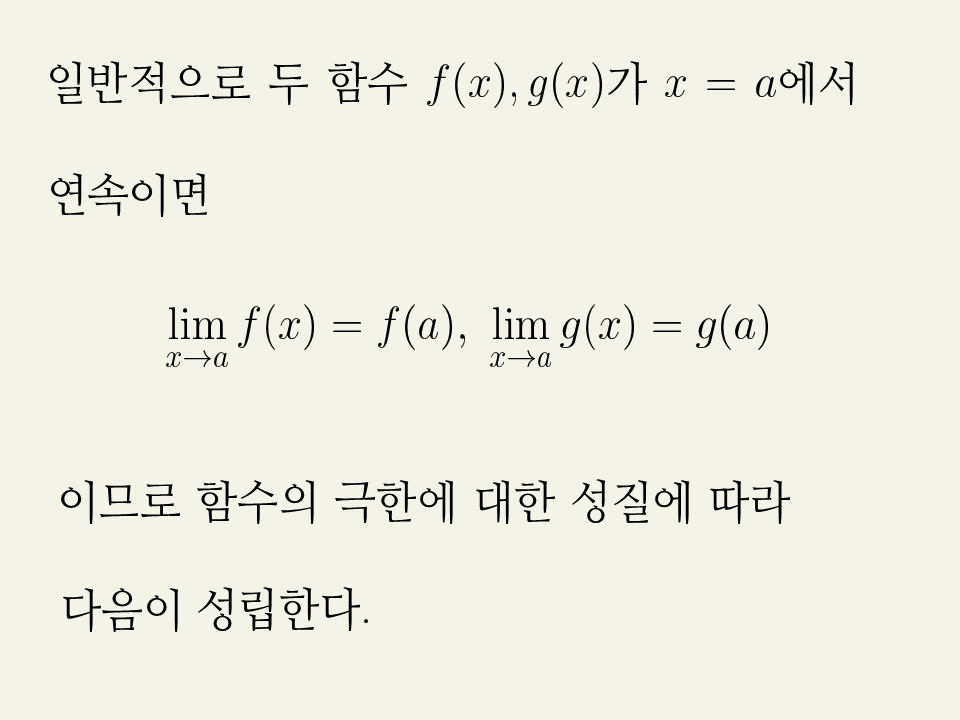 일반적으로 두 함수 f(x), g(x)가 x = a에서
연속이면
lim_{x→a} f(x) = f(a), lim_{x→a} g(x) = g(a)
이므로 함수의 극한에 대한 성질에 따라
다음이 성립한다.